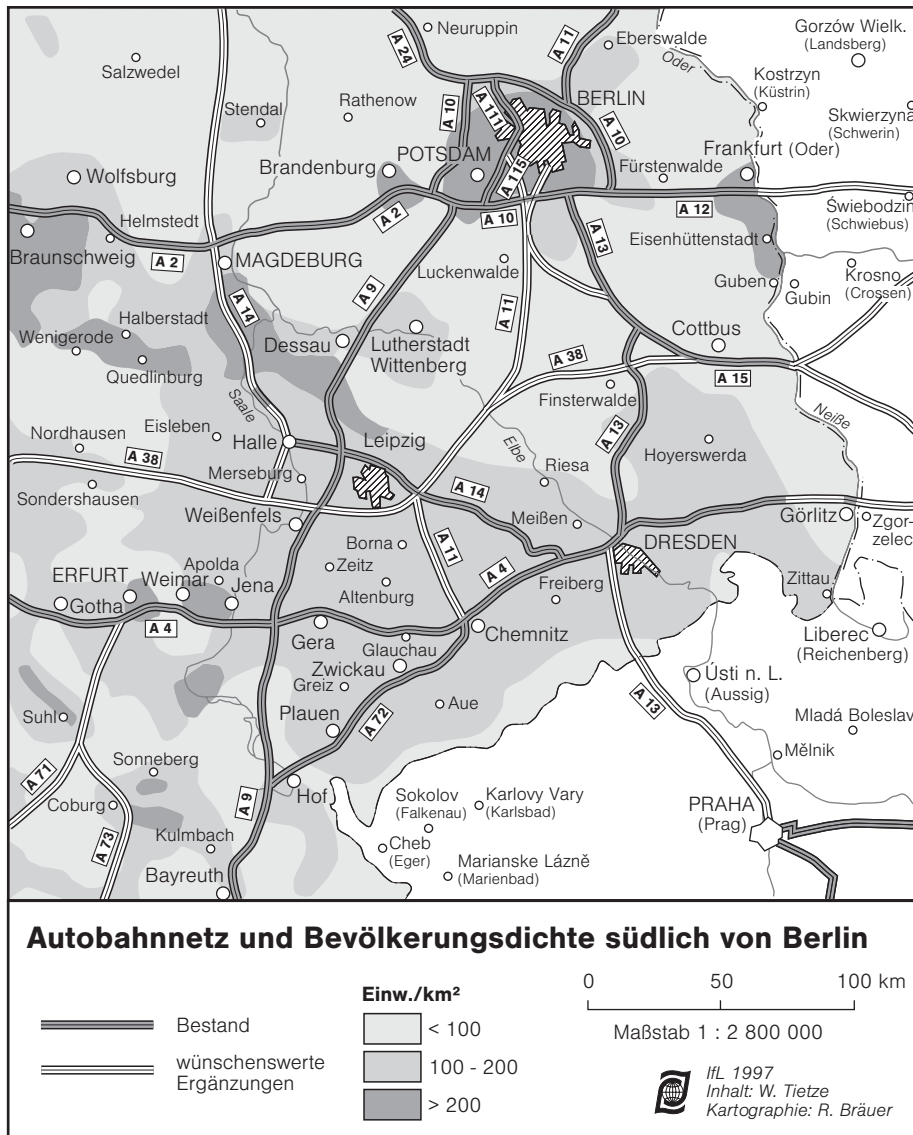 Neuruppin
A 24
A 11
Eberswalde
Oder
Gorzów Wielk.
(Landsberg)
Salzwedel
Kostrzyn
(Küstrin)
Stendal
Rathenow
A 10
A 111
BERLIN
A 10
Skwierzyna
(Schwerin)
Wolfsburg
Brandenburg
POTSDAM
A 115
Fürstenwalde
Frankfurt (Oder)
Helmstedt
A 2
A 10
A 12
Świebodzin
(Schwiebus)
Braunschweig
A 2
MAGDEBURG
A 13
Eisenhüttenstadt
Luckenwalde
A 9
Guben
Gubin
Krosno
(Crossen)
A 14
Halberstadt
A 11
Wenigerode
Dessau
Lutherstadt
Wittenberg
Cottbus
Quedlinburg
A 38
A 15
Saale
Finsterwalde
Neiße
Nordhausen
Eisleben
Halle
Leipzig
Elbe
A 13
Hoyerswerda
A 38
Merseburg
Riesa
Sondershausen
A 14
Weißenfels
Meißen
Görlitz
Zgor-
zelec
Borna
A 11
DRESDEN
Apolda
Zeitz
A 4
ERFURT
Weimar
Jena
Altenburg
Freiberg
Zittau
Gotha
A 4
Gera
Glauchau
Chemnitz
Liberec
(Reichenberg)
Zwickau
Greiz
Ústi n. L.
(Aussig)
Suhl
Plauen
A 72
Aue
A 13
Mladá Boleslav
Sonneberg
Mělnik
A 71
A 9
Hof
Coburg
Sokolov
(Falkenau)
Karlovy Vary
(Karlsbad)
PRAHA
(Prag)
A 73
Kulmbach
Cheb
(Eger)
Bayreuth
Marianske Lázně
(Marienbad)
Autobahnnetz und Bevölkerungsdichte südlich von Berlin
Bestand
wünschenswerte
Ergänzungen
Einw./km²
< 100
100 - 200
> 200
0 50 100 km
Maßstab 1 : 2 800 000
IfL 1997
Inhalt: W. Tietze
Kartographie: R. Bräuer